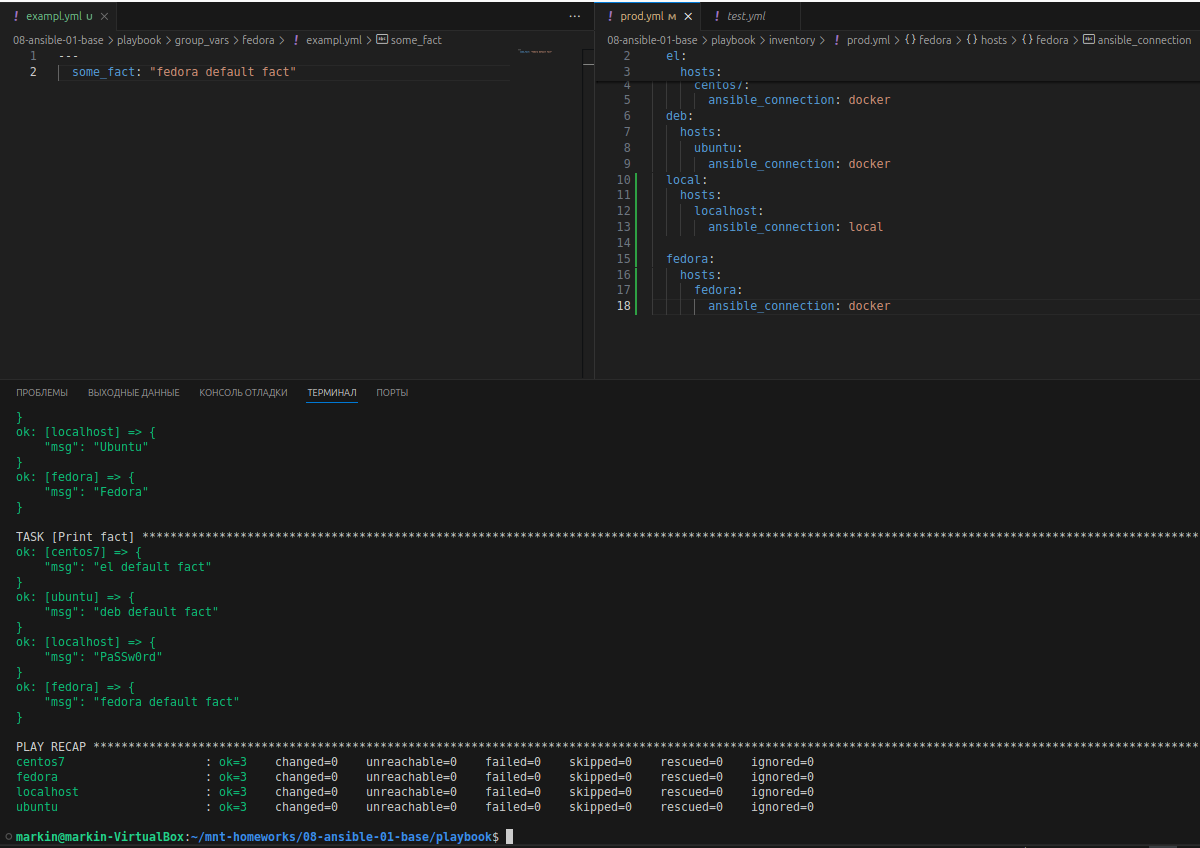 ! exampl.yml U ×
...
08-ansible-01-base > playbook > group_vars > fedora > ! exampl.yml > abc some_fact
1 ---
2 some_fact: "fedora default fact"
! prod.yml M × ! test.yml
08-ansible-01-base > playbook > inventory > ! prod.yml > {} fedora > {} hosts > {} fedora > abc ansible_connection
2 el:
3 hosts:
4 centos7:
5 ansible_connection: docker
6 deb:
7 hosts:
8 ubuntu:
9 ansible_connection: docker
10 local:
11 hosts:
12 localhost:
13 ansible_connection: local
14
15 fedora:
16 hosts:
17 fedora:
18 ansible_connection: docker
ПРОБЛЕМЫ ВЫХОДНЫЕ ДАННЫЕ КОНСОЛЬ ОТЛАДКИ ТЕРМИНАЛ ПОРТЫ
}
ok: [localhost] => {
"msg": "Ubuntu"
}
ok: [fedora] => {
"msg": "Fedora"
}
TASK [Print fact] ******************************************************************************************************************************************************
ok: [centos7] => {
"msg": "el default fact"
}
ok: [ubuntu] => {
"msg": "deb default fact"
}
ok: [localhost] => {
"msg": "PaSSw0rd"
}
ok: [fedora] => {
"msg": "fedora default fact"
}
PLAY RECAP *************************************************************************************************************************************************************
centos7 : ok=3 changed=0 unreachable=0 failed=0 skipped=0 rescued=0 ignored=0
fedora : ok=3 changed=0 unreachable=0 failed=0 skipped=0 rescued=0 ignored=0
localhost : ok=3 changed=0 unreachable=0 failed=0 skipped=0 rescued=0 ignored=0
ubuntu : ok=3 changed=0 unreachable=0 failed=0 skipped=0 rescued=0 ignored=0
markin@markin-VirtualBox:~/mnt-homeworks/08-ansible-01-base/playbook$